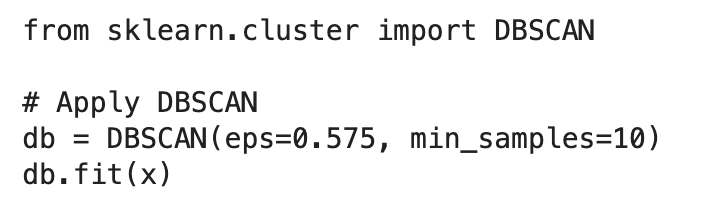 from sklearn.cluster import DBSCAN
# Apply DBSCAN
db = DBSCAN(eps=0.575, min_samples=10)
db.fit(x)